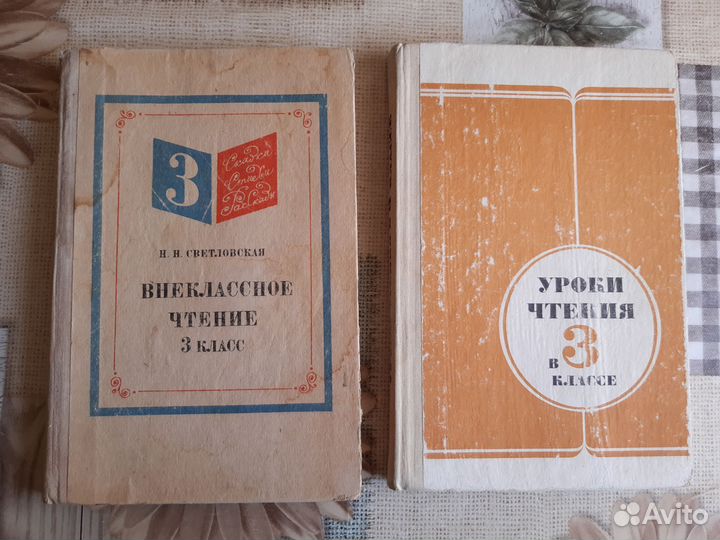 3
Сказки
Стихи
Рассказы
Н. Н. СВЕТЛОВСКАЯ
ВНЕКЛАССНОЕ
ЧТЕНИЕ
3 КЛАСС
УРОКИ
ЧТЕНИЯ
В 3
КЛАССЕ
Avito